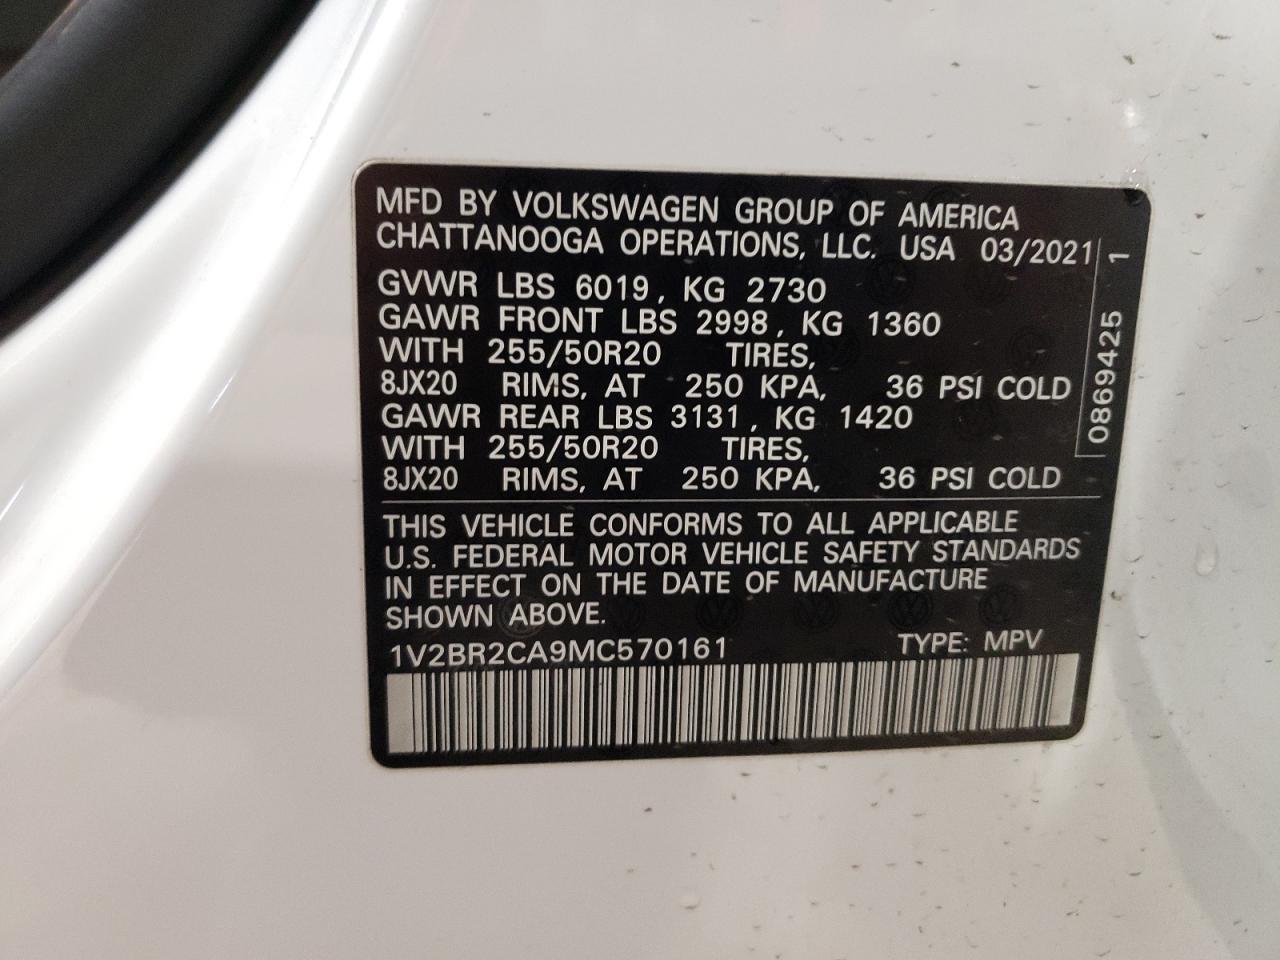 MFD BY VOLKSWAGEN GROUP OF AMERICA
CHATTANOOGA OPERATIONS, LLC. USA 03/2021
GVWR LBS 6019, KG 2730
GAWR FRONT LBS 2998, KG 1360
WITH 255/50R20 TIRES,
8JX20 RIMS, AT 250 KPA, 36 PSI COLD
GAWR REAR LBS 3131, KG 1420
WITH 255/50R20 TIRES,
8JX20 RIMS, AT 250 KPA, 36 PSI COLD
0869425 1
THIS VEHICLE CONFORMS TO ALL APPLICABLE
U.S. FEDERAL MOTOR VEHICLE SAFETY STANDARDS
IN EFFECT ON THE DATE OF MANUFACTURE
SHOWN ABOVE.
1V2BR2CA9MC570161 TYPE: MPV